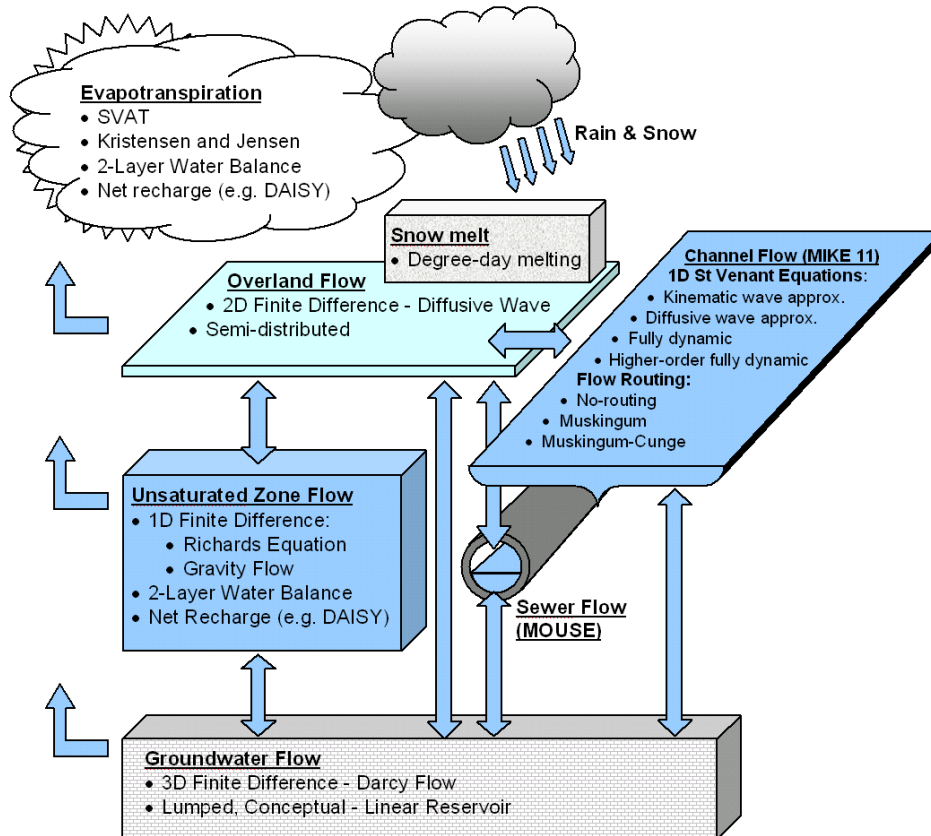 Evapotranspiration
• SVAT
• Kristensen and Jensen
• 2-Layer Water Balance
• Net recharge (e.g. DAISY)
Rain & Snow
Snow melt
• Degree-day melting
Overland Flow
• 2D Finite Difference - Diffusive Wave
• Semi-distributed
Channel Flow (MIKE 11)
1D St Venant Equations:
• Kinematic wave approx.
• Diffusive wave approx.
• Fully dynamic
• Higher-order fully dynamic
Flow Routing:
• No-routing
• Muskingum
• Muskingum-Cunge
Unsaturated Zone Flow
• 1D Finite Difference:
• Richards Equation
• Gravity Flow
• 2-Layer Water Balance
• Net Recharge (e.g. DAISY)
Sewer Flow
(MOUSE)
Groundwater Flow
• 3D Finite Difference - Darcy Flow
• Lumped, Conceptual - Linear Reservoir